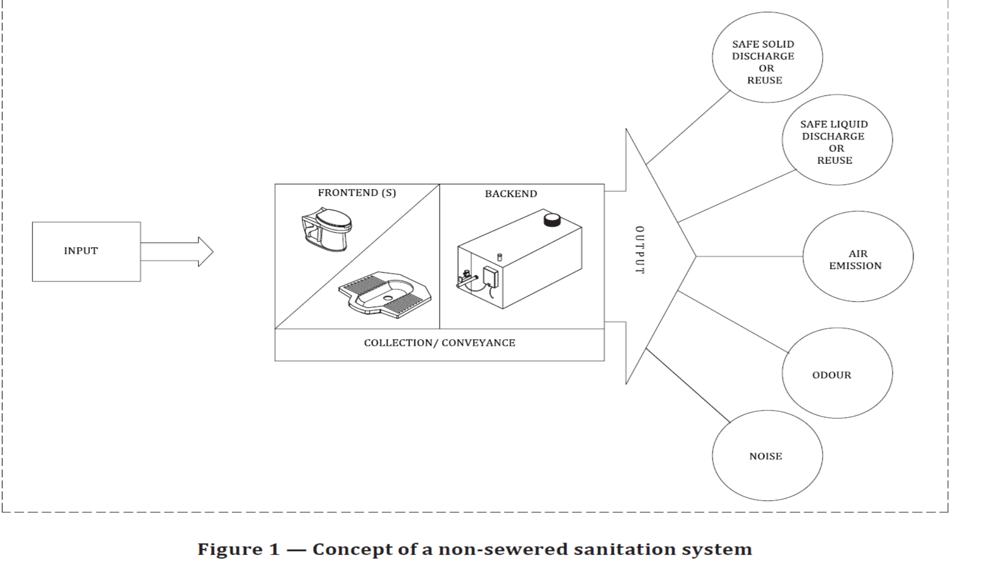 SAFE SOLID
DISCHARGE
OR
REUSE
SAFE LIQUID
DISCHARGE
OR
REUSE
FRONTEND (S)
BACKEND
INPUT
OUTPUT
AIR
EMISSION
COLLECTION/ CONVEYANCE
ODOUR
NOISE
Figure 1 — Concept of a non-sewered sanitation system